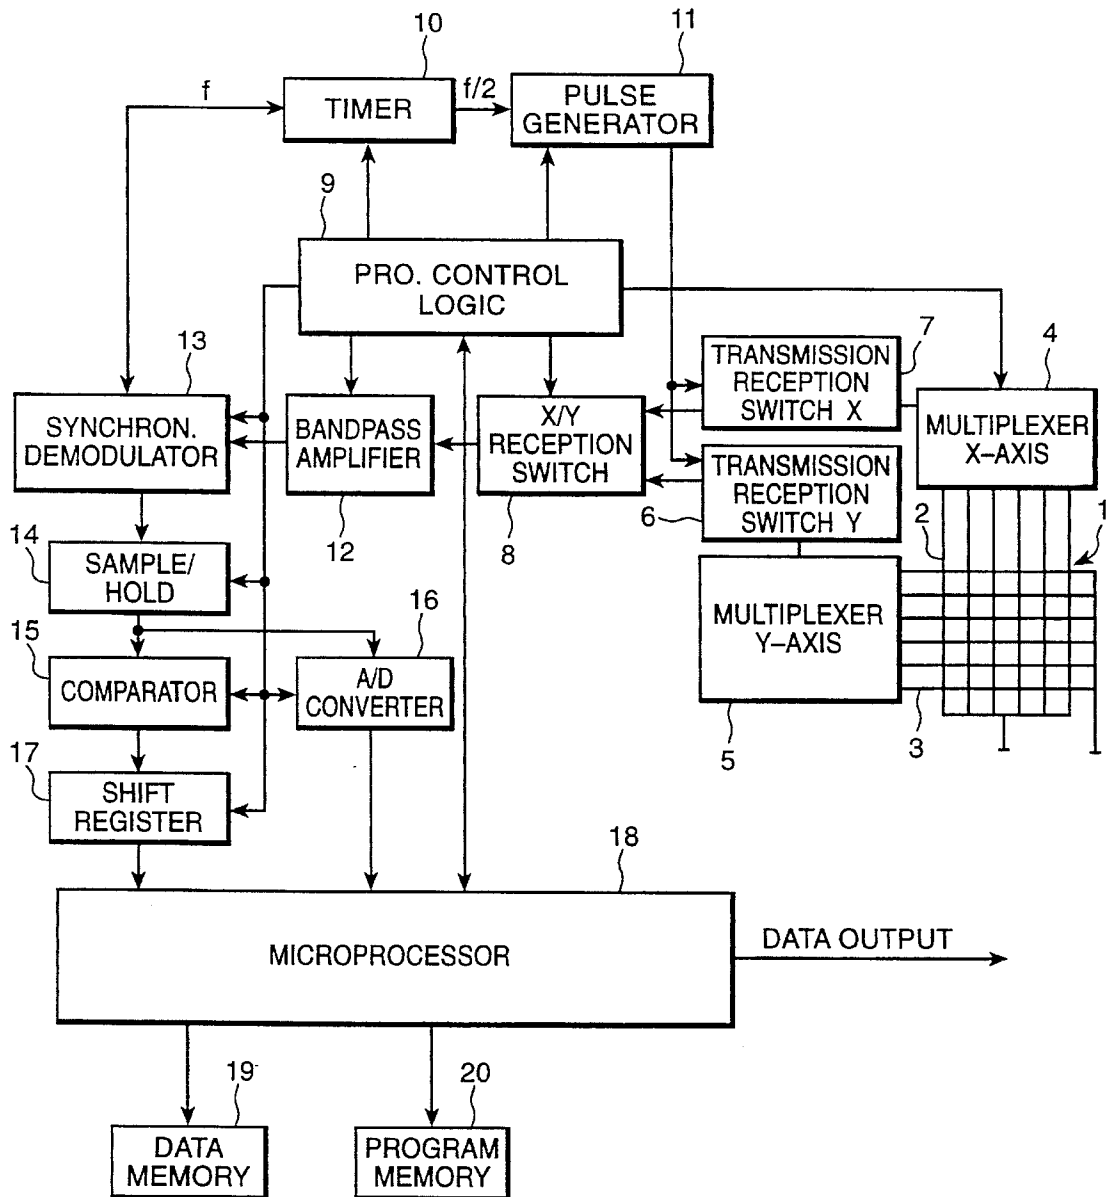 10
11
f
TIMER
f/2
PULSE
GENERATOR
9
PRO. CONTROL
LOGIC
13
7
4
SYNCHRON.
DEMODULATOR
BANDPASS
AMPLIFIER
X/Y
RECEPTION
SWITCH
TRANSMISSION
RECEPTION
SWITCH X
MULTIPLEXER
X–AXIS
TRANSMISSION
RECEPTION
SWITCH Y
12
8
6
2
1
14
SAMPLE/
HOLD
16
MULTIPLEXER
Y–AXIS
15
COMPARATOR
A/D
CONVERTER
5
3
17
SHIFT
REGISTER
18
MICROPROCESSOR
DATA OUTPUT
19
20
DATA
MEMORY
PROGRAM
MEMORY